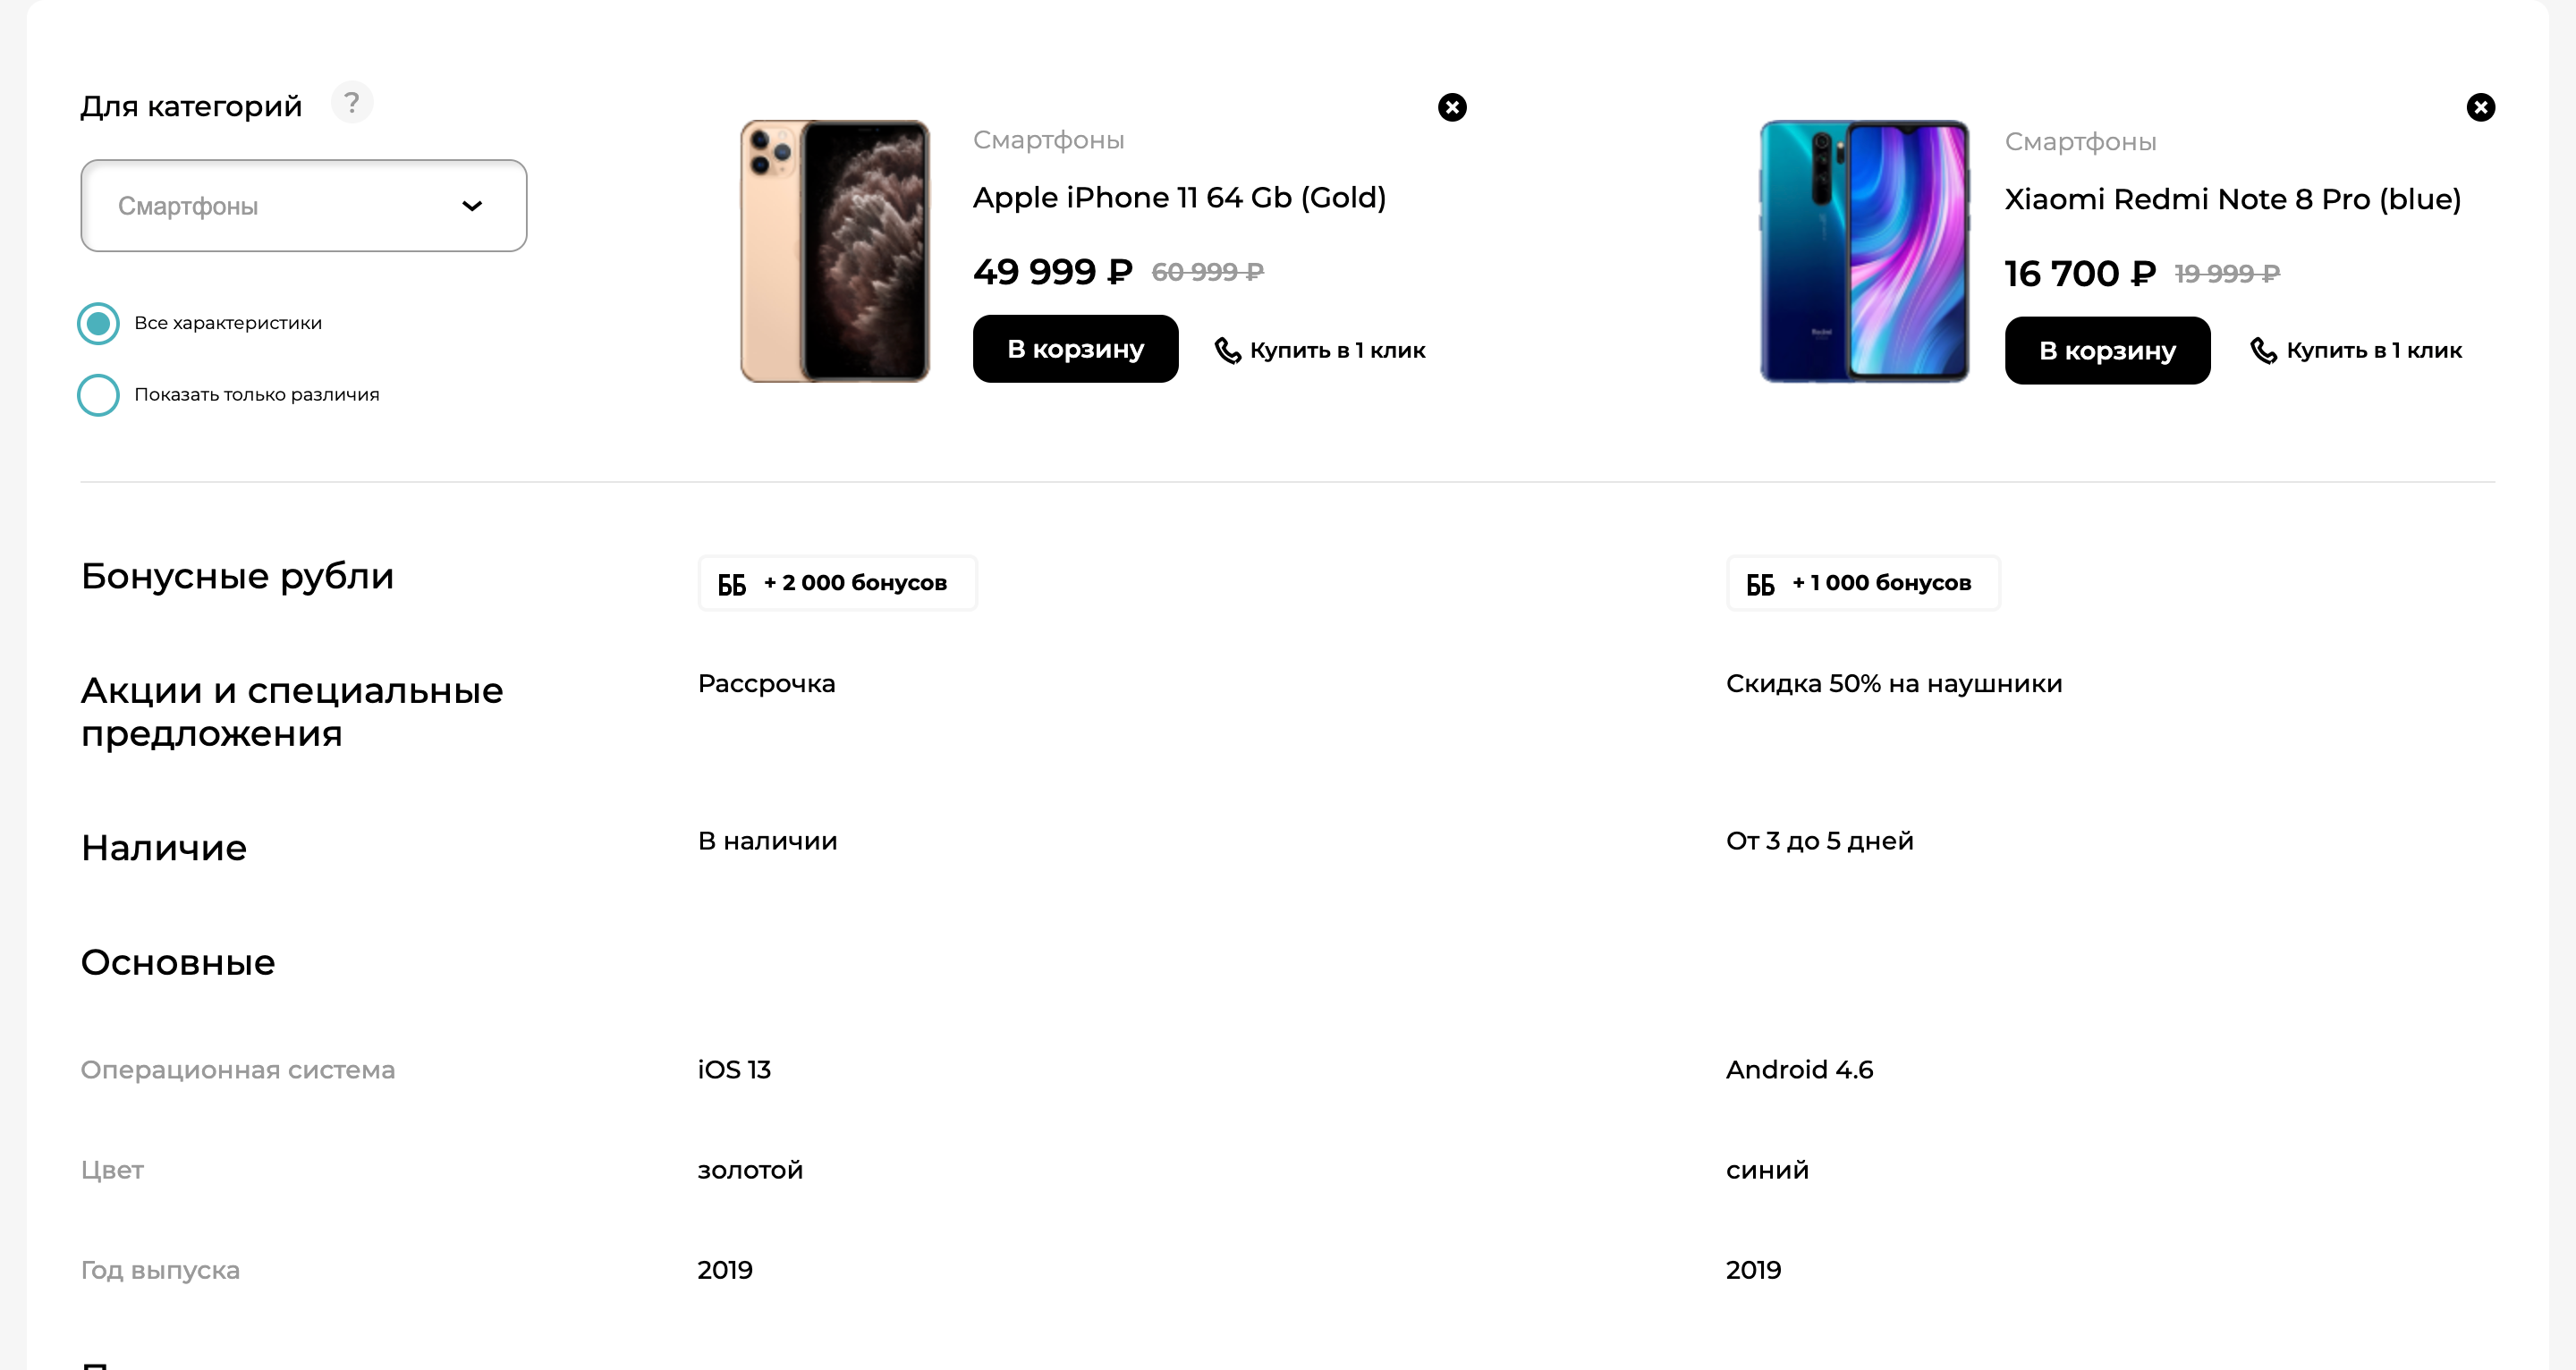 Для категорий ?
Смартфоны
Все характеристики
Показать только различия
Смартфоны
Apple iPhone 11 64 Gb (Gold)
49 999 ₽ 60 999 ₽
В корзину Купить в 1 клик
Смартфоны
Xiaomi Redmi Note 8 Pro (blue)
16 700 ₽ 19 999 ₽
В корзину Купить в 1 клик
Бонусные рубли
ББ + 2 000 бонусов
ББ + 1 000 бонусов
Акции и специальные
предложения
Рассрочка
Скидка 50% на наушники
Наличие
В наличии
От 3 до 5 дней
Основные
Операционная система
iOS 13
Android 4.6
Цвет
золотой
синий
Год выпуска
2019
2019